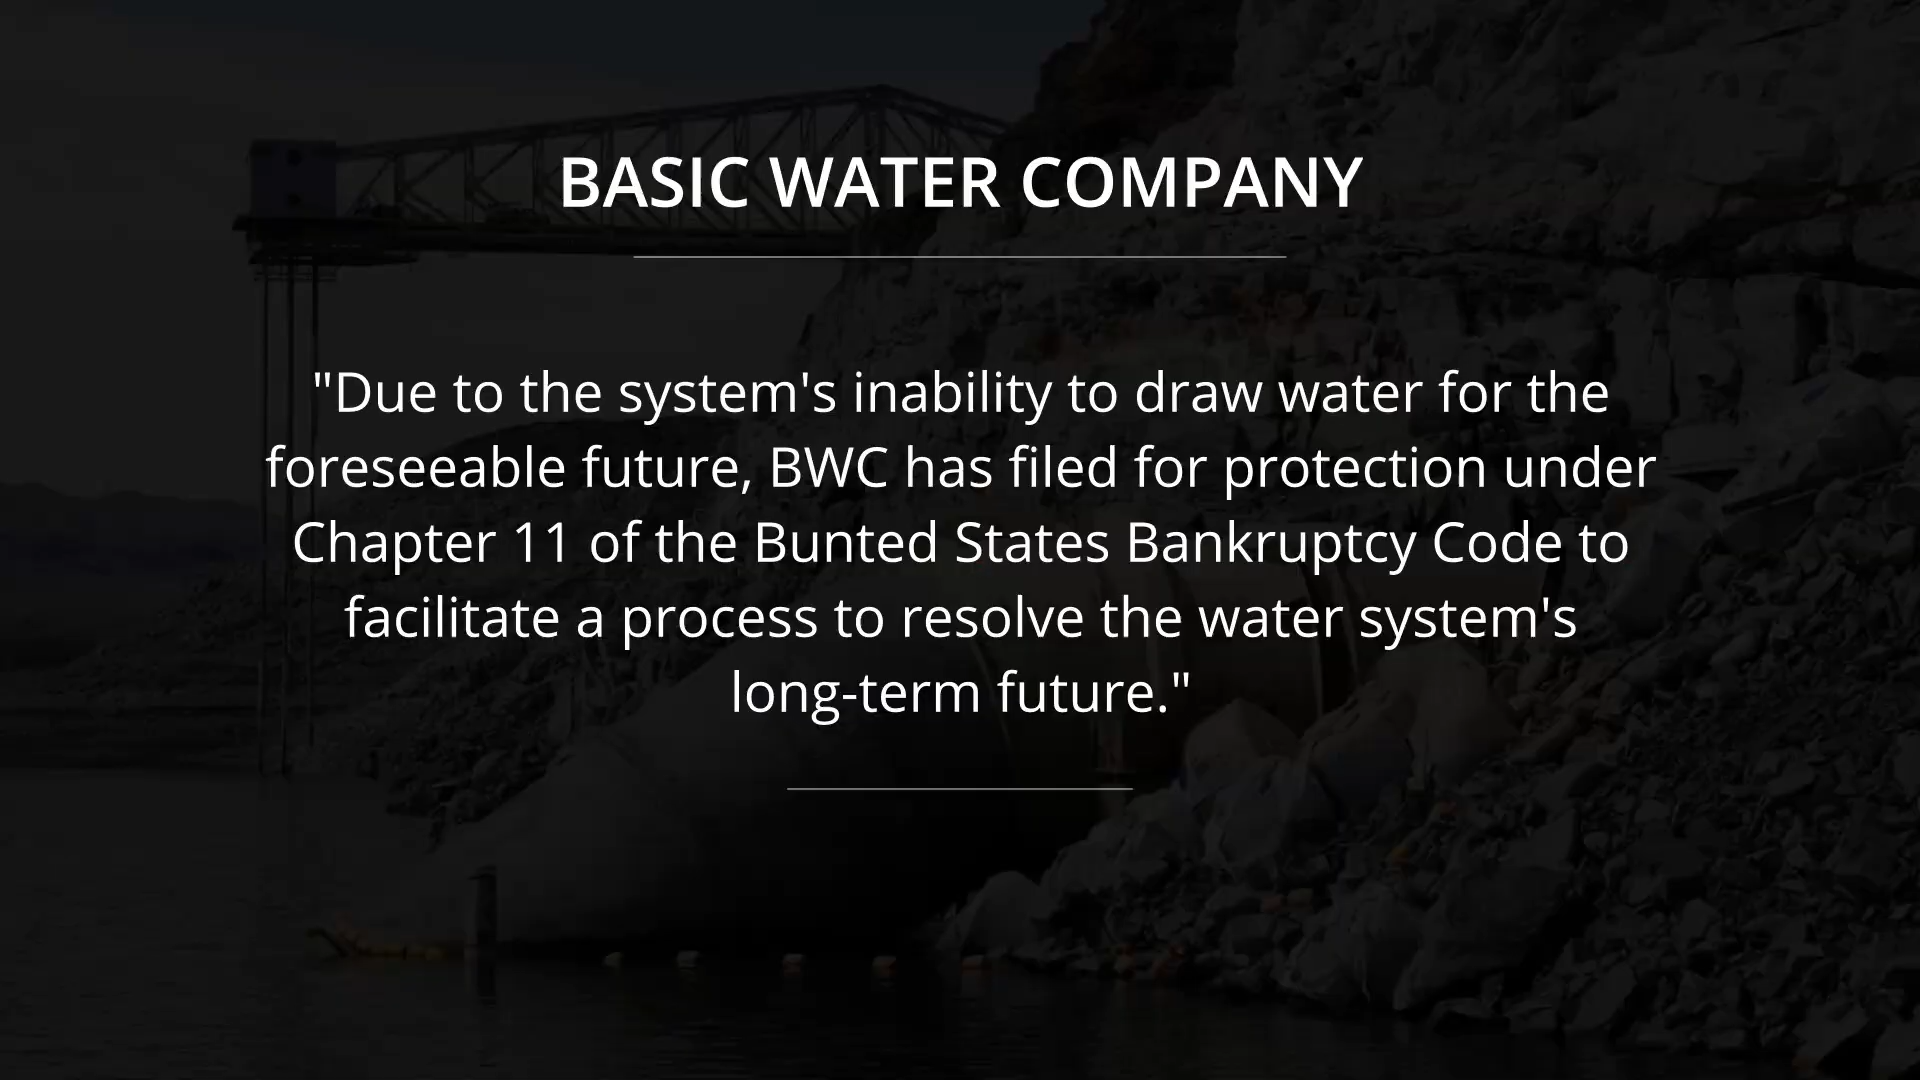 BASIC WATER COMPANY
"Due to the system's inability to draw water for the
foreseeable future, BWC has filed for protection under
Chapter 11 of the Bunted States Bankruptcy Code to
facilitate a process to resolve the water system's
long-term future."